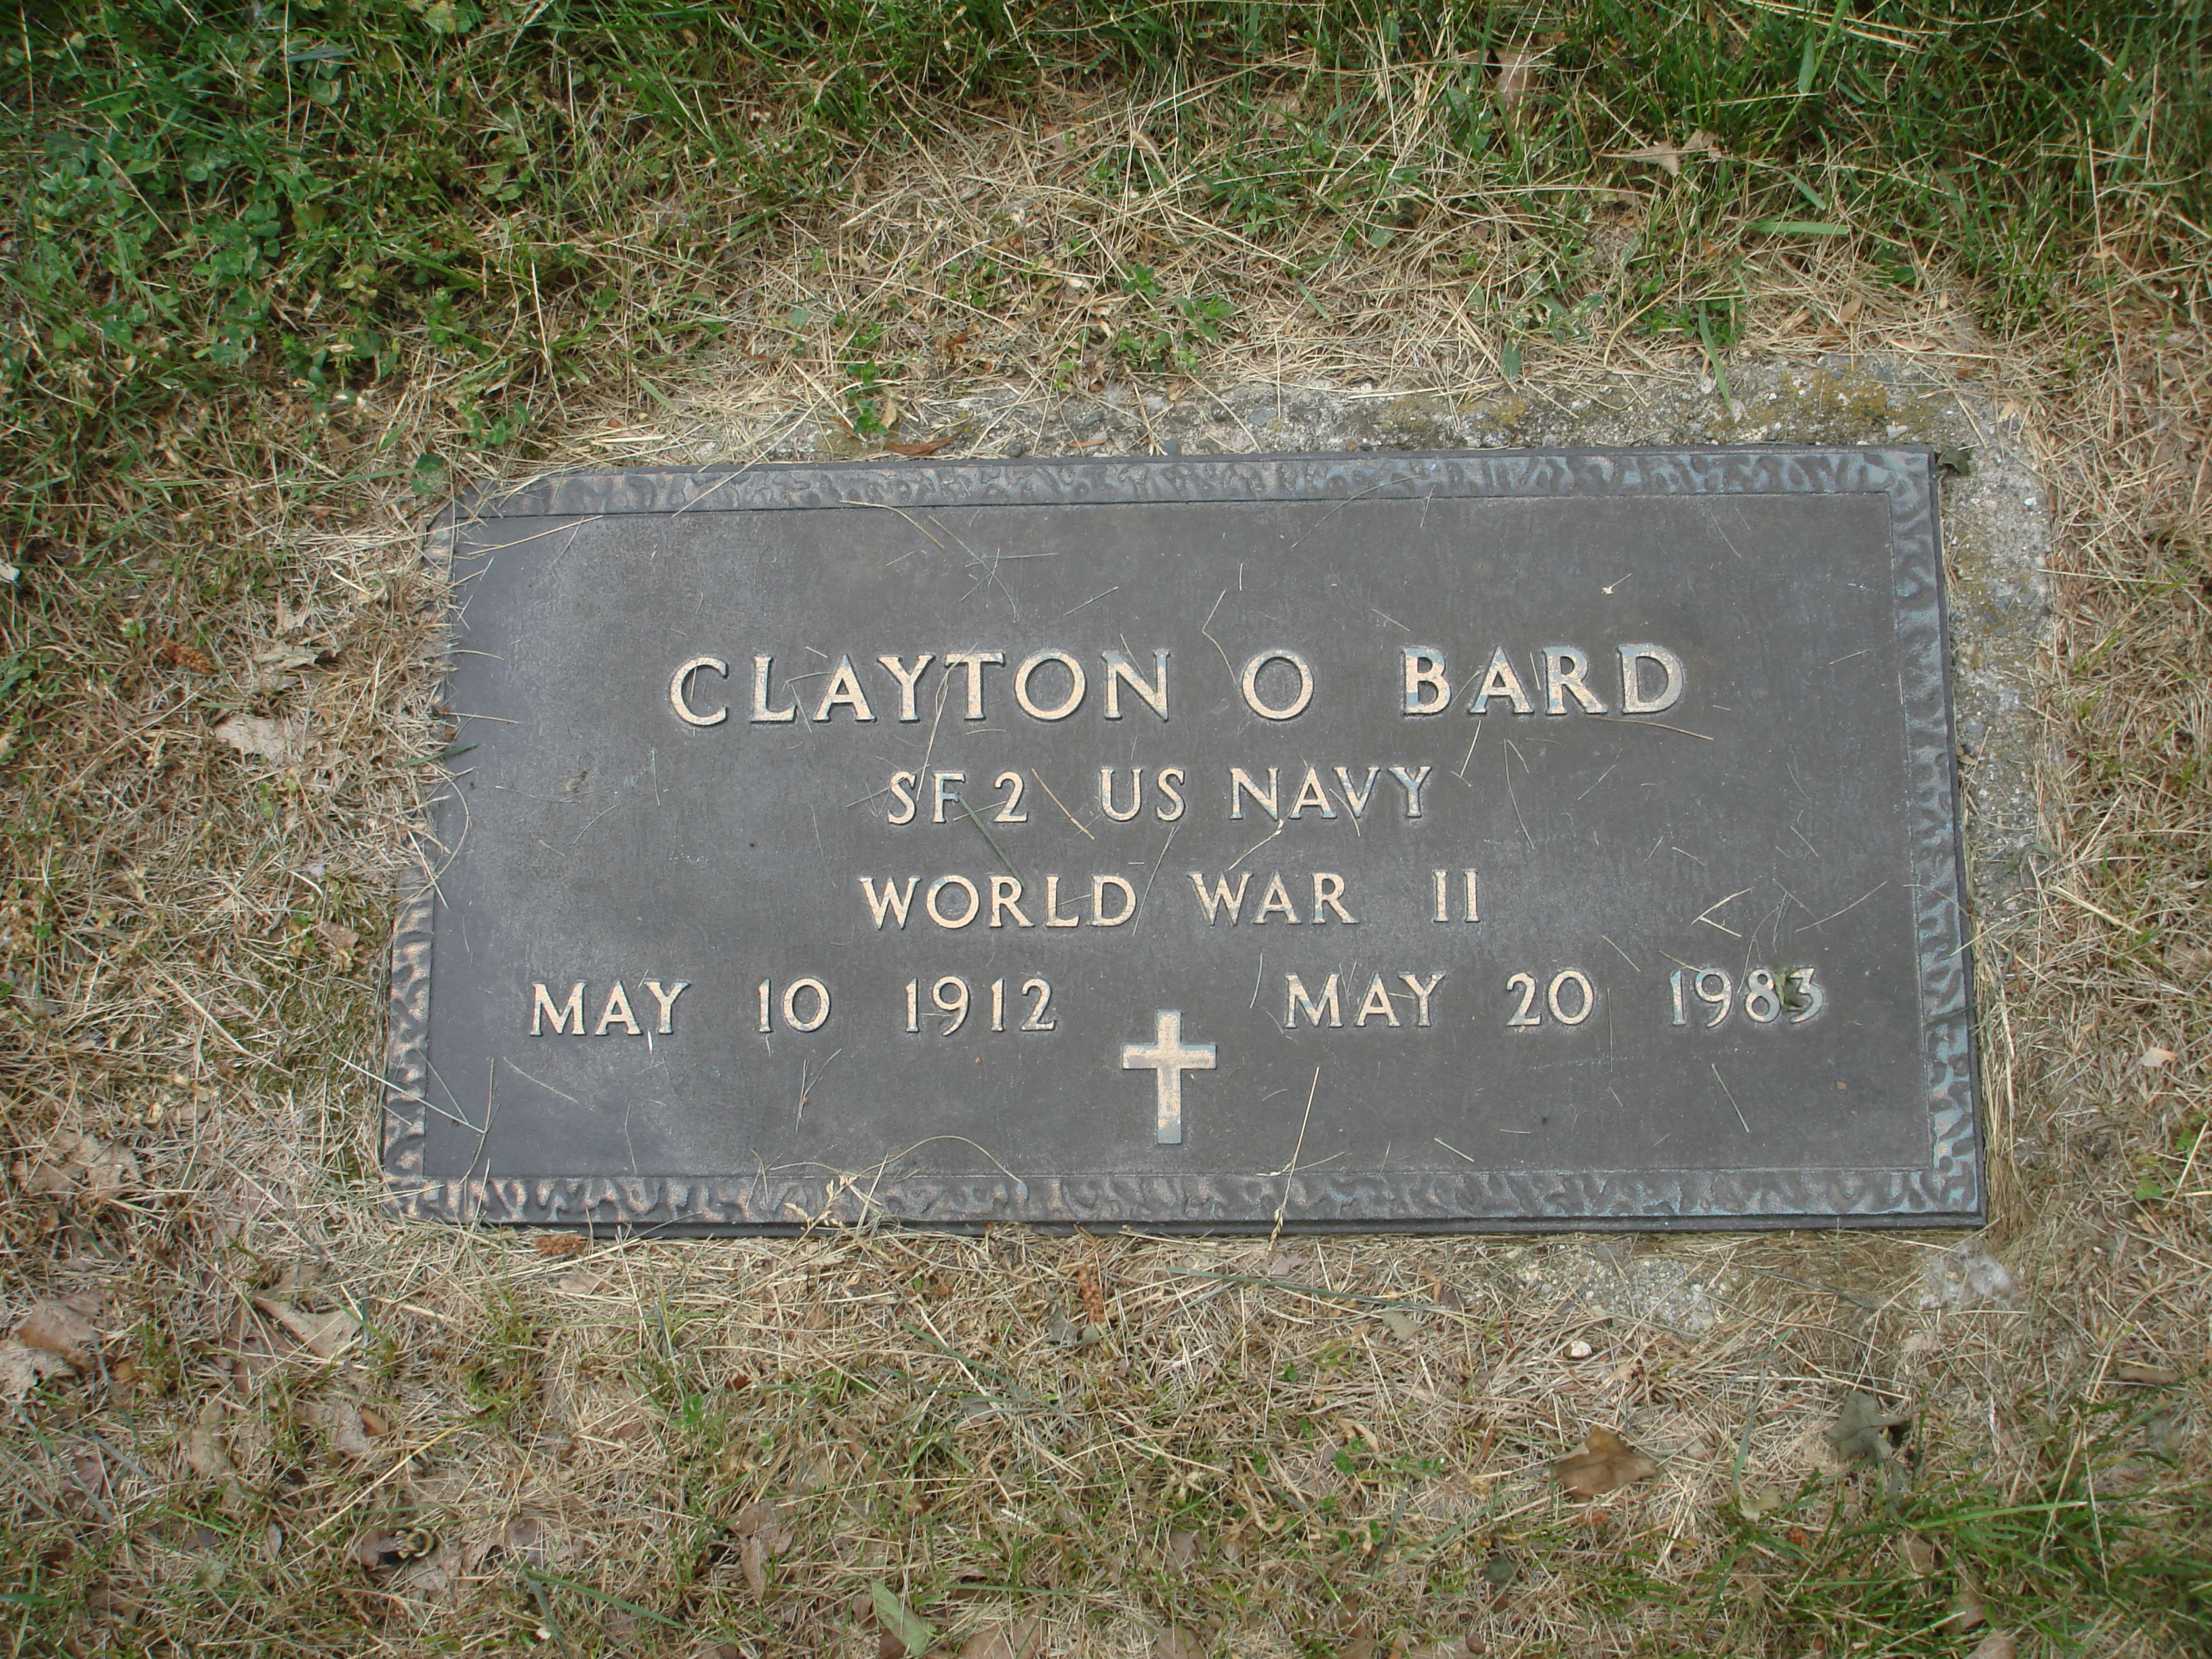 CLAYTON O BARD
SF2 US NAVY
WORLD WAR II
MAY 10 1912 MAY 20 1983